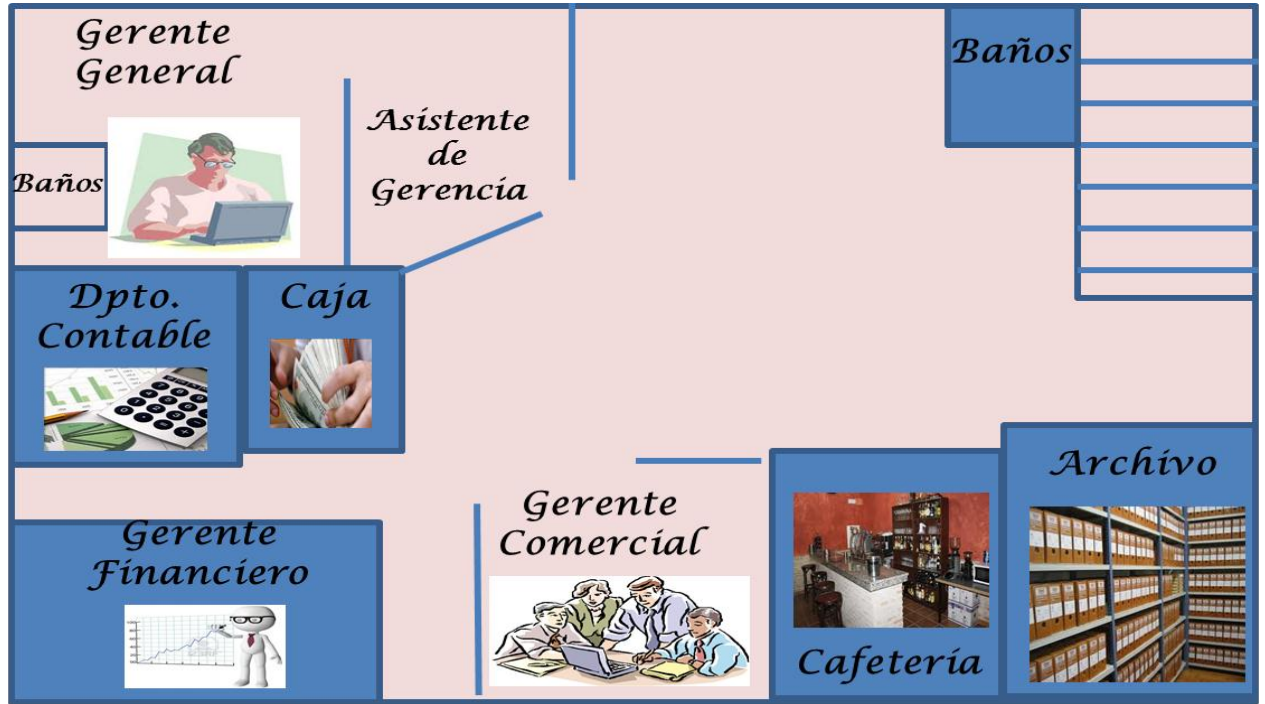 Gerente
General
Asistente
de
Gerencia
Baños
Baños
Dpto.
Contable
Caja
Gerente
Financiero
Gerente
Comercial
Cafetería
Archivo